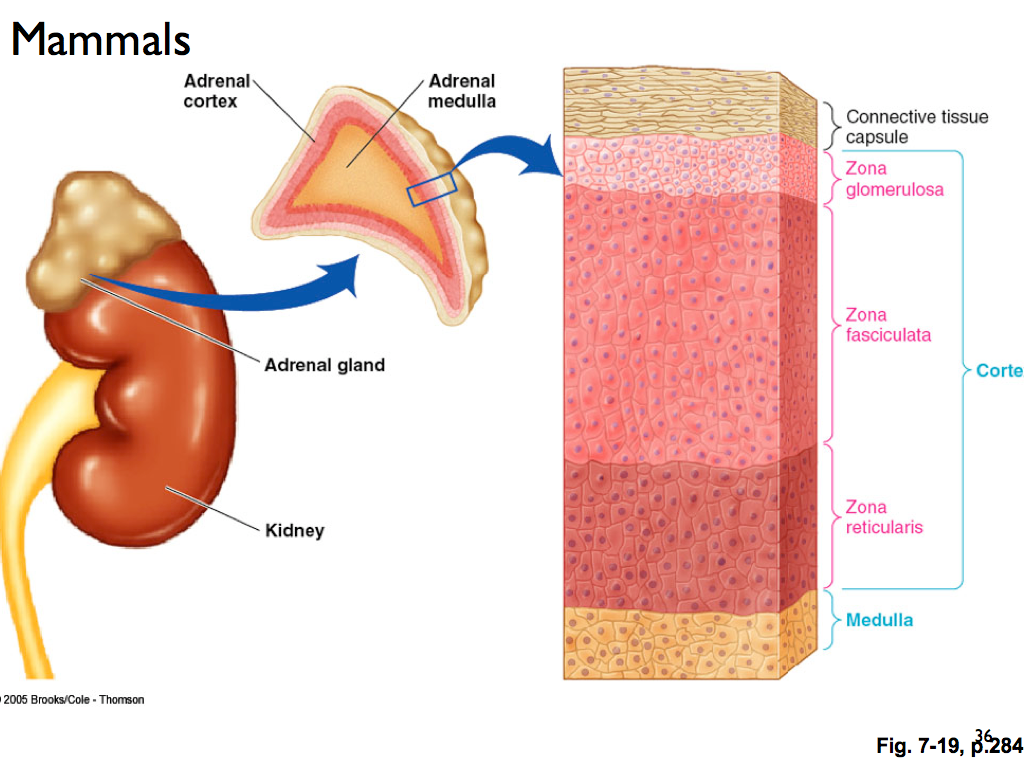 Mammals
Adrenal
cortex
Adrenal
medulla
Connective tissue
capsule
Zona
glomerulosa
Zona
fasciculata
Corte
Adrenal gland
Zona
reticularis
Kidney
Medulla
2005 Brooks/Cole - Thomson
36
Fig. 7-19, p.284